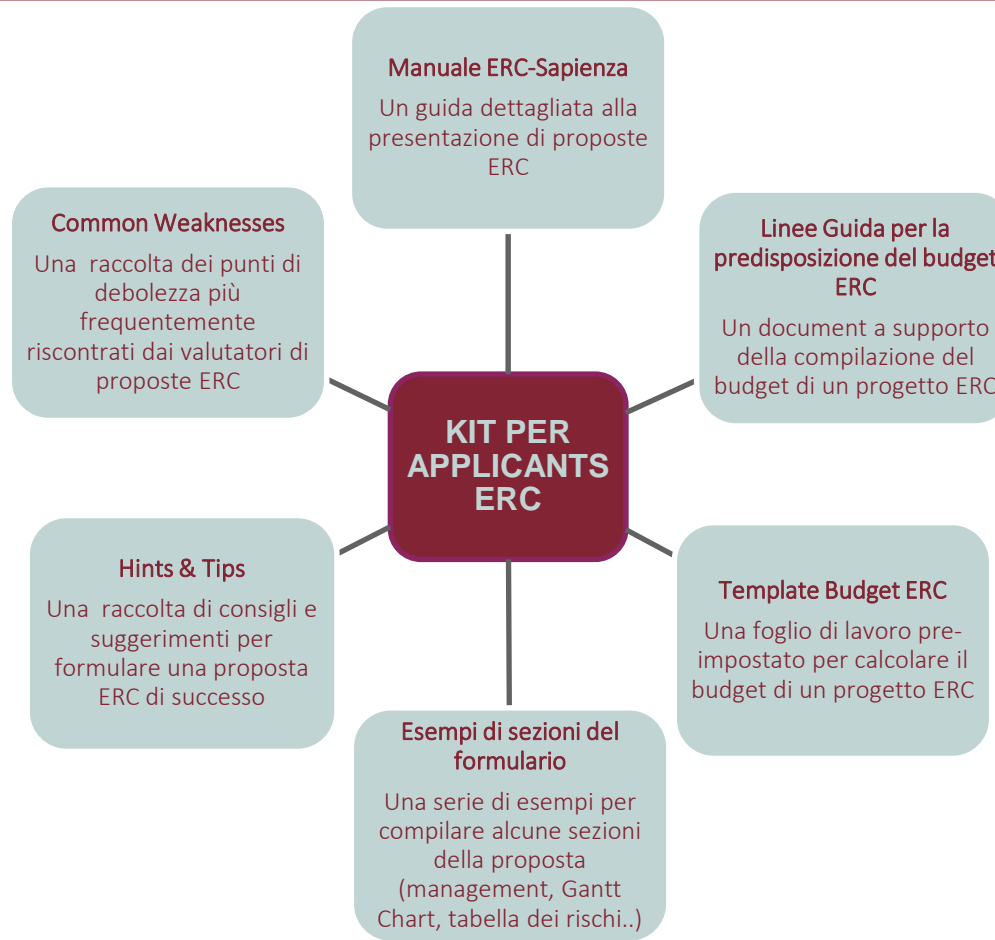 Manuale ERC-Sapienza
Un guida dettagliata alla
presentazione di proposte
ERC
Common Weaknesses
Una raccolta dei punti di
debolezza più
frequentemente
riscontrati dai valutatori di
proposte ERC
Linee Guida per la
predisposizione del budget
ERC
Un document a supporto
della compilazione del
budget di un progetto ERC
KIT PER
APPLICANTS
ERC
Hints & Tips
Una raccolta di consigli e
suggerimenti per
formulare una proposta
ERC di successo
Template Budget ERC
Una foglio di lavoro pre-
impostato per calcolare il
budget di un progetto ERC
Esempi di sezioni del
formulario
Una serie di esempi per
compilare alcune sezioni
della proposta
(management, Gantt
Chart, tabella dei rischi..)